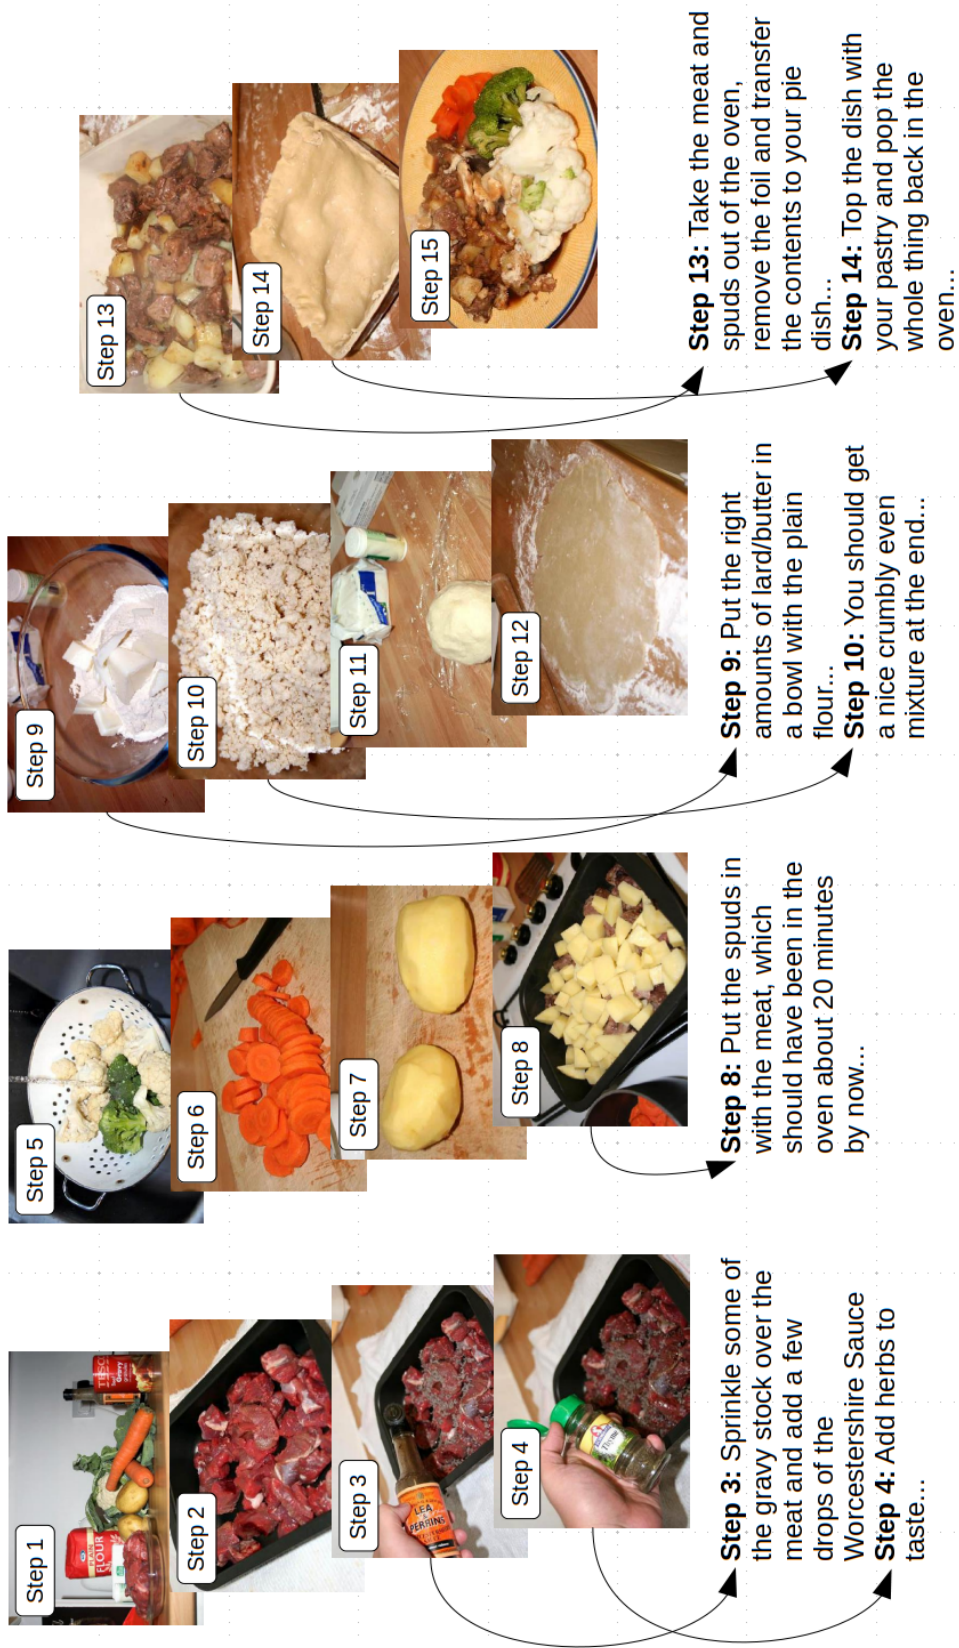 Step 1
TESCO
Gravy
PLAIN
FLOUR
Step 2
Step 3
LEA &
PERRINS
Step 4
Thyme
Step 3: Sprinkle some of
the gravy stock over the
meat and add a few
drops of the
Worcestershire Sauce
Step 4: Add herbs to
taste...
Step 5
Step 6
Step 7
Step 8
Step 8: Put the spuds in
with the meat, which
should have been in the
oven about 20 minutes
by now...
Step 9
Step 10
Step 11
Step 12
Step 9: Put the right
amounts of lard/butter in
a bowl with the plain
flour...
Step 10: You should get
a nice crumbly even
mixture at the end...
Step 13
Step 14
Step 15
Step 13: Take the meat and
spuds out of the oven,
remove the foil and transfer
the contents to your pie
dish...
Step 14: Top the dish with
your pastry and pop the
whole thing back in the
oven...